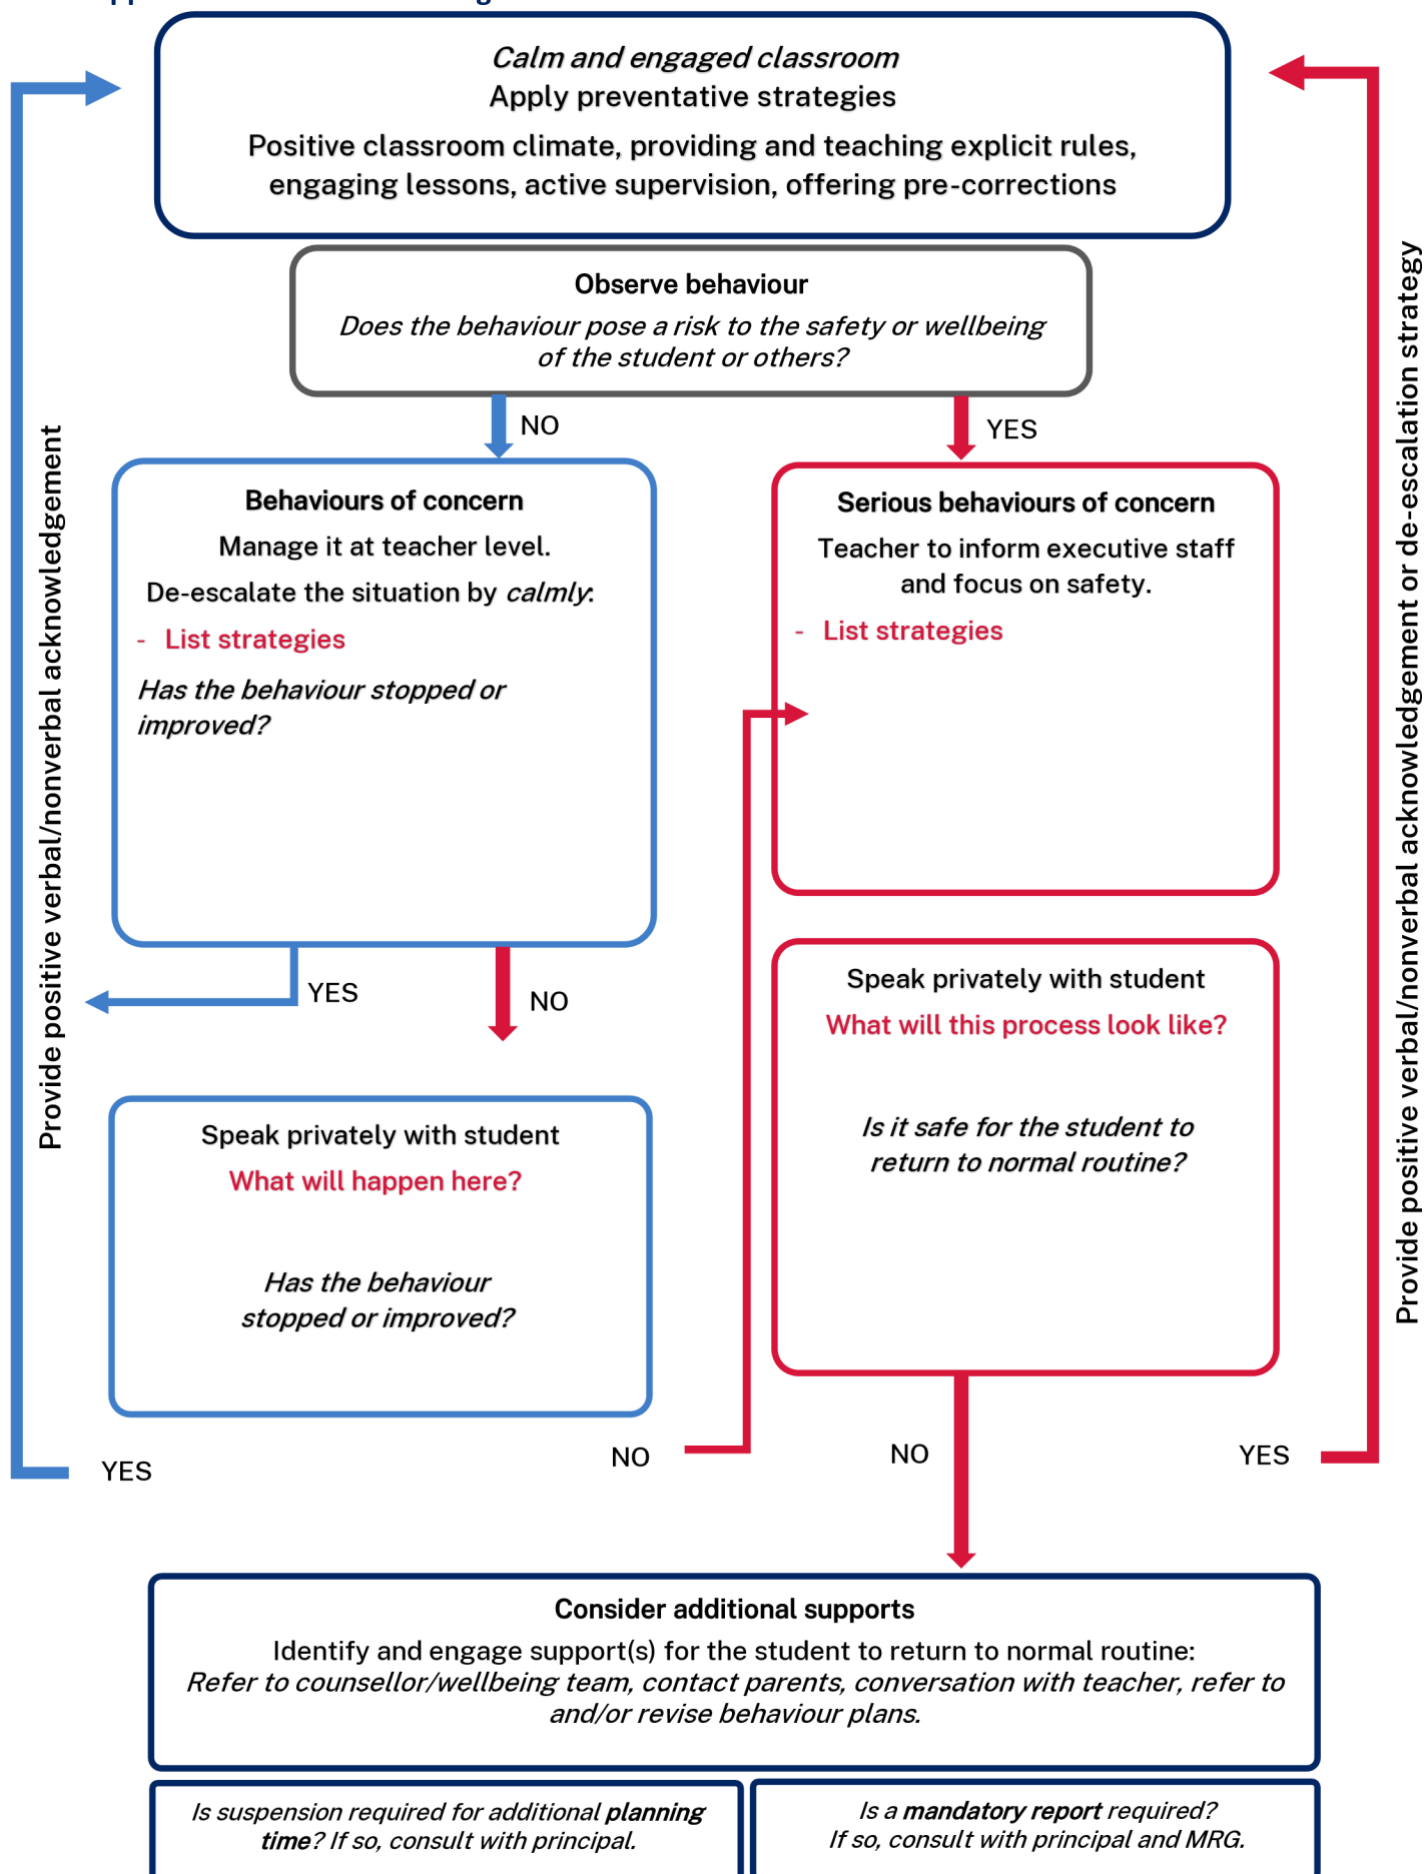 Calm and engaged classroom
Apply preventative strategies
Positive classroom climate, providing and teaching explicit rules,
engaging lessons, active supervision, offering pre-corrections
Observe behaviour
Does the behaviour pose a risk to the safety or wellbeing
of the student or others?
NO
YES
Behaviours of concern
Manage it at teacher level.
De-escalate the situation by calmly:
- List strategies
Has the behaviour stopped or
improved?
Serious behaviours of concern
Teacher to inform executive staff
and focus on safety.
- List strategies
YES
NO
Speak privately with student
What will happen here?
Has the behaviour
stopped or improved?
Speak privately with student
What will this process look like?
Is it safe for the student to
return to normal routine?
YES
NO
NO
YES
Provide positive verbal/nonverbal acknowledgement
Provide positive verbal/nonverbal acknowledgement or de-escalation strategy
Consider additional supports
Identify and engage support(s) for the student to return to normal routine:
Refer to counsellor/wellbeing team, contact parents, conversation with teacher, refer to
and/or revise behaviour plans.
Is suspension required for additional planning
time? If so, consult with principal.
Is a mandatory report required?
If so, consult with principal and MRG.